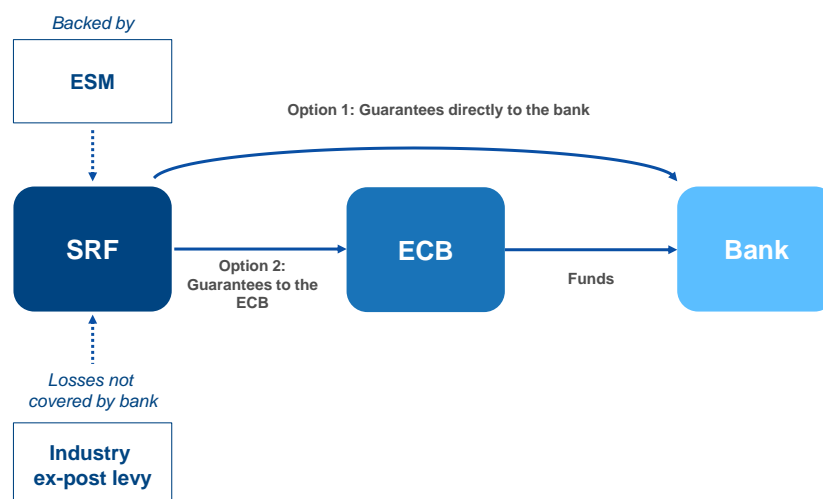 Backed by
ESM
Option 1: Guarantees directly to the bank
SRF
ECB
Bank
Option 2:
Guarantees to the
ECB
Funds
Losses not
covered by bank
Industry
ex-post levy